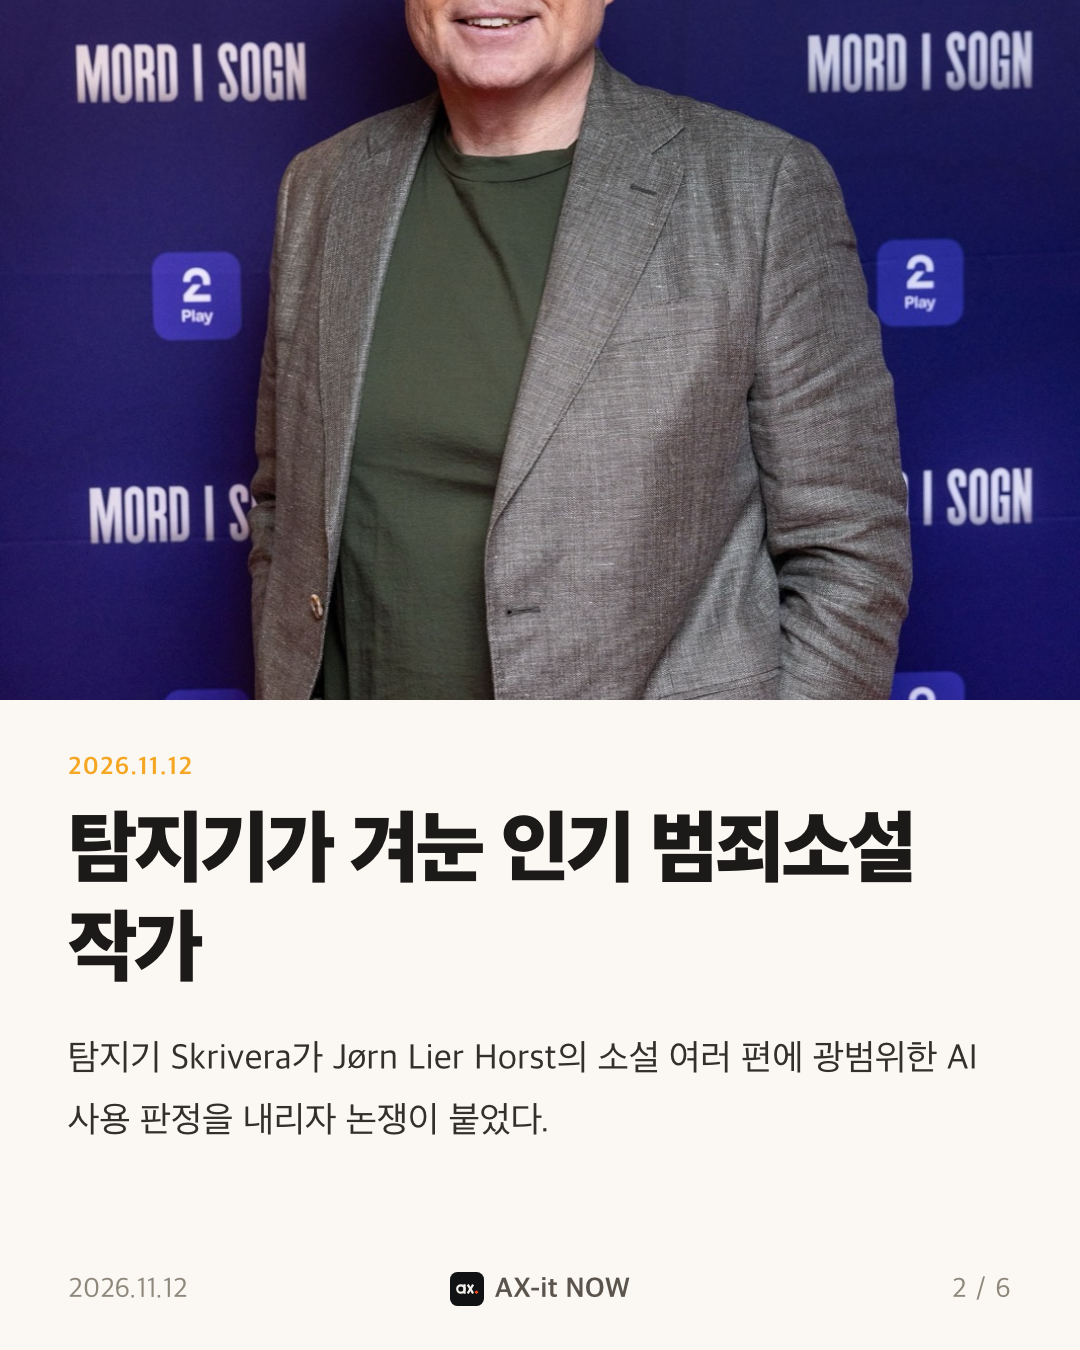 MORD I SOGN
MORD I SOGN
2
Play
2
Play
MORD I S
I SOGN
2026.11.12
탐지기가 겨눈 인기 범죄소설
작가
탐지기 Skrivera가 Jørn Lier Horst의 소설 여러 편에 광범위한 AI
사용 판정을 내리자 논쟁이 붙었다.
2026.11.12
ax.
AX-it NOW
2 / 6